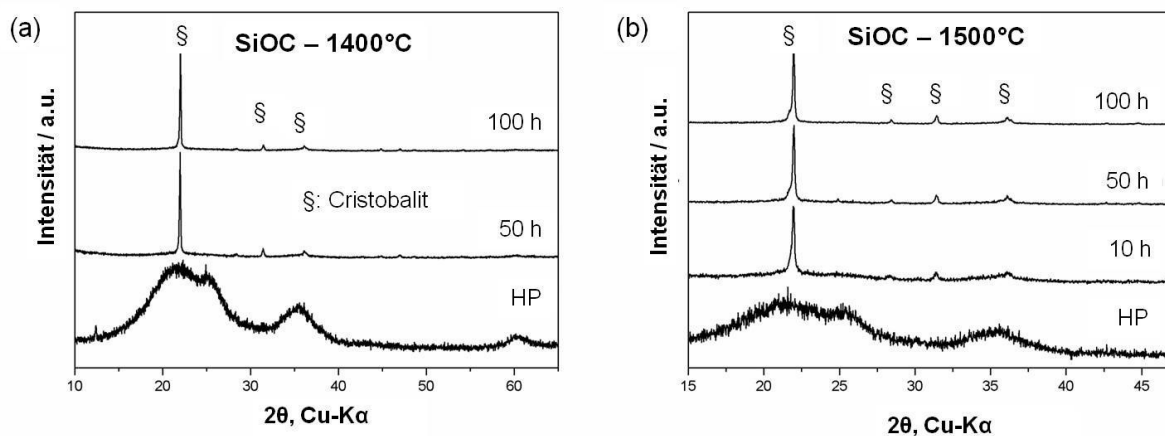 (a)
§
SiOC – 1400°C
§
§
100 h
§: Cristobalit
50 h
HP
Intensität / a.u.
10 20 30 40 50 60
2θ, Cu-Kα
(b)
§
SiOC – 1500°C
§ § §
100 h
50 h
10 h
HP
Intensität / a.u.
15 20 25 30 35 40 45
2θ, Cu-Kα